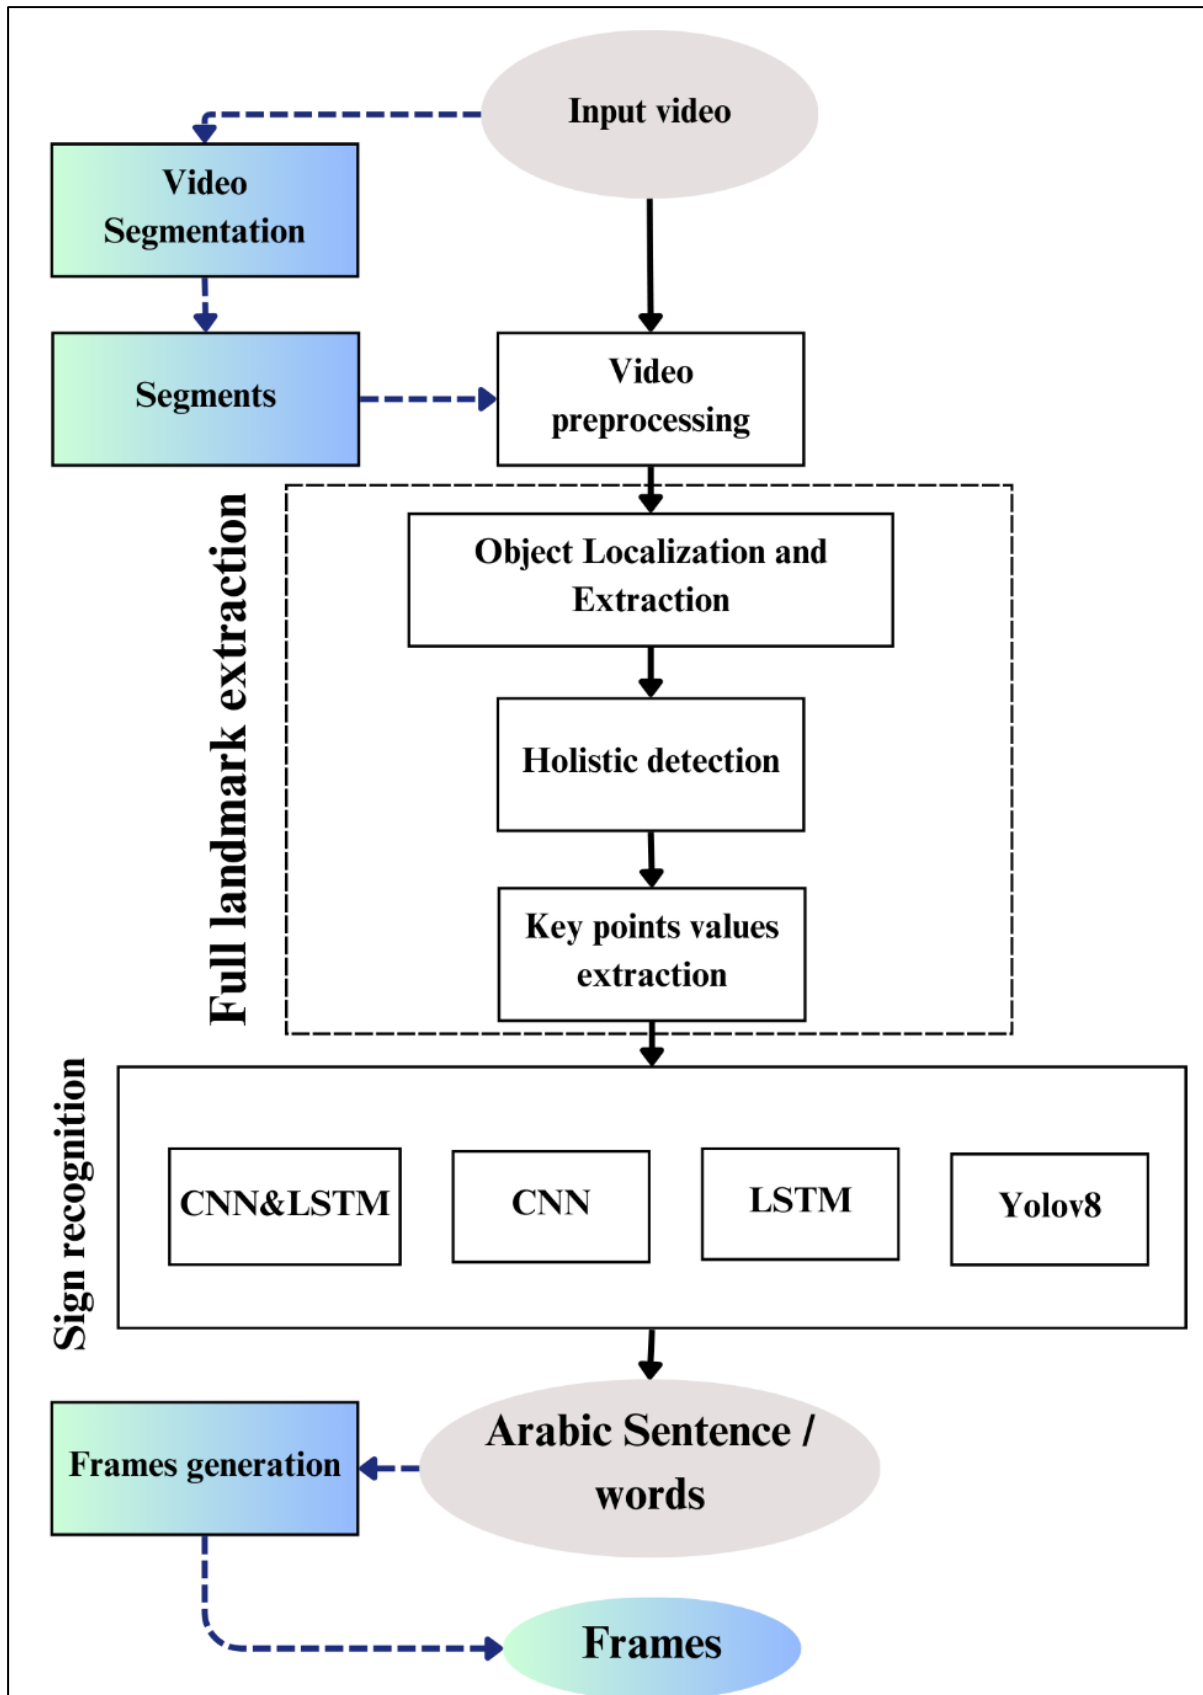 Input video
Video
Segmentation
Segments
Video
preprocessing
Full landmark extraction
Object Localization and
Extraction
Holistic detection
Key points values
extraction
Sign recognition
CNN&LSTM
CNN
LSTM
Yolov8
Arabic Sentence /
words
Frames generation
Frames